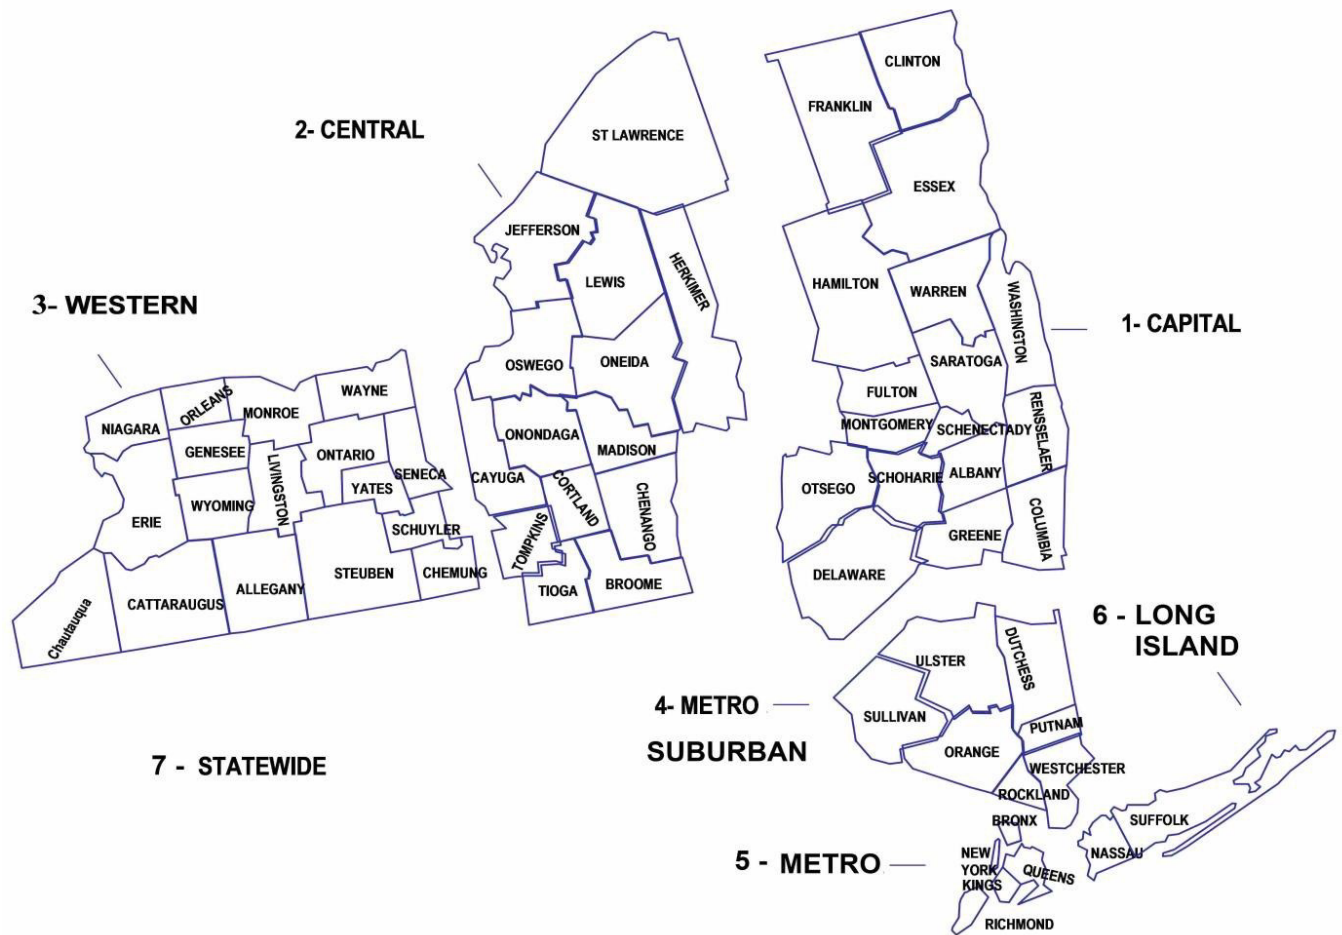 CLINTON
FRANKLIN
2- CENTRAL
ST LAWRENCE
ESSEX
JEFFERSON
HERKIMER
LEWIS
HAMILTON
WARREN
WASHINGTON
3- WESTERN
1- CAPITAL
OSWEGO
ONEIDA
SARATOGA
WAYNE
ORLEANS
MONROE
NIAGARA
FULTON
RENSSELAER
MONTGOMERY
SCHENECTADY
ONONDAGA
MADISON
GENESEE
ONTARIO
LIVINGSTON
SENECA
CAYUGA
CORTLAND
CHENANGO
SCHOHARIE
ALBANY
OTSEGO
YATES
WYOMING
ERIE
SCHUYLER
TOMPKINS
GREENE
COLUMBIA
STEUBEN
CHEMUNG
DELAWARE
ALLEGANY
TIOGA
BROOME
CATTARAUGUS
Chautauqua
6 - LONG
ISLAND
DUTCHESS
ULSTER
4- METRO
SUBURBAN
SULLIVAN
PUTNAM
ORANGE
7 - STATEWIDE
WESTCHESTER
ROCKLAND
BRONX
SUFFOLK
NASSAU
5 - METRO
NEW
YORK
QUEENS
KINGS
RICHMOND